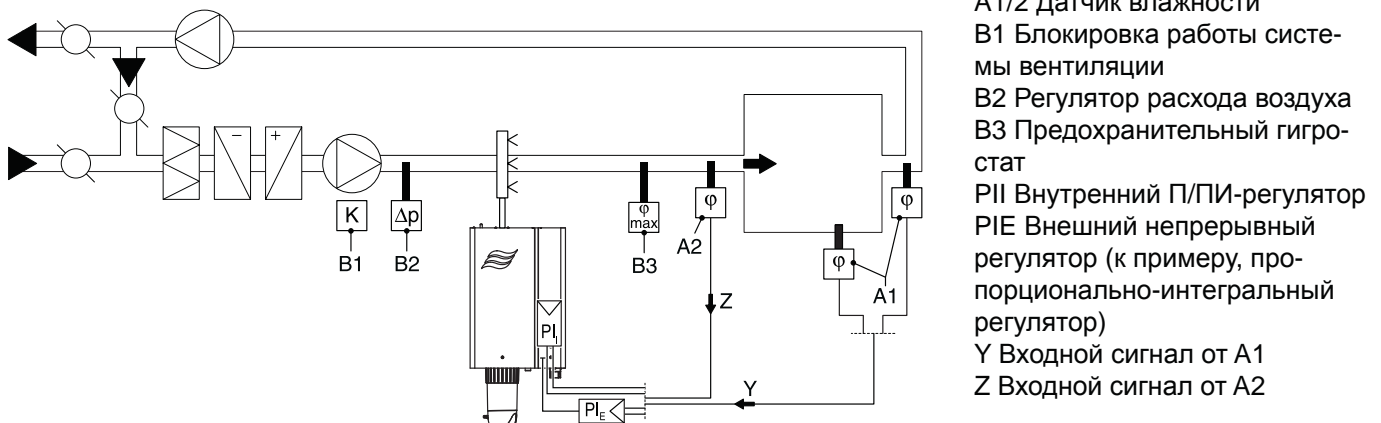 A1/2 Датчик влажности
B1 Блокировка работы систе-
мы вентиляции
B2 Регулятор расхода воздуха
B3 Предохранительный гигро-
стат
PII Внутренний П/ПИ-регулятор
PIE Внешний непрерывный
регулятор (к примеру, про-
порционально-интегральный
регулятор)
Y Входной сигнал от A1
Z Входной сигнал от A2
− +
K Δp φ max φ φ φ
B1 B2 B3 A2 A1
Z
PI I
Y
PI E